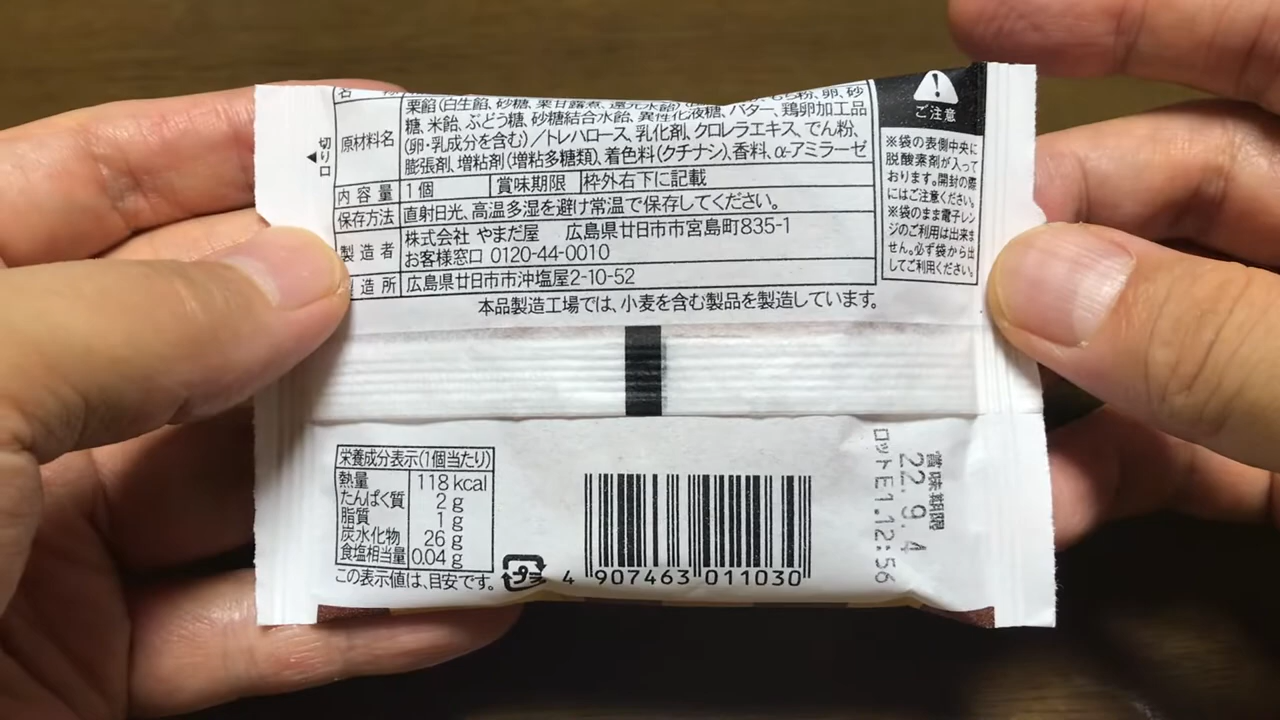 切り口
名
もち粉、卵、砂
原材料名
栗餡(白生餡、砂糖、栗甘露煮、還元水飴)
糖、米飴、ぶどう糖、砂糖結合水飴、異性化液糖、バター、鶏卵加工品
(卵・乳成分を含む)／トレハロース、乳化剤、クロレラエキス、でん粉、
膨張剤、増粘剤(増粘多糖類)、着色料(クチナシ)、香料、α-アミラーゼ
内容量 1個 賞味期限 枠外右下に記載
保存方法 直射日光、高温多湿を避け常温で保存してください。
製造者 株式会社 やまだ屋 広島県廿日市市宮島町835-1
お客様窓口 0120-44-0010
造所 広島県廿日市市沖塩屋2-10-52
本品製造工場では、小麦を含む製品を製造しています。
ご注意
※袋の表側中央に
脱酸素剤が入って
おります。開封の際
にはご注意ください。
※袋のまま電子レン
ジのご利用は出来ま
せん。必ず袋から出
してご利用ください。
栄養成分表示(1個当たり)
熱量 118 kcal
たんぱく質 2 g
脂質 1 g
炭水化物 26 g
食塩相当量 0.04 g
この表示値は、目安です。
プラ
4 907463 011030
賞味期限
22.9.4
ロットE1.12:56